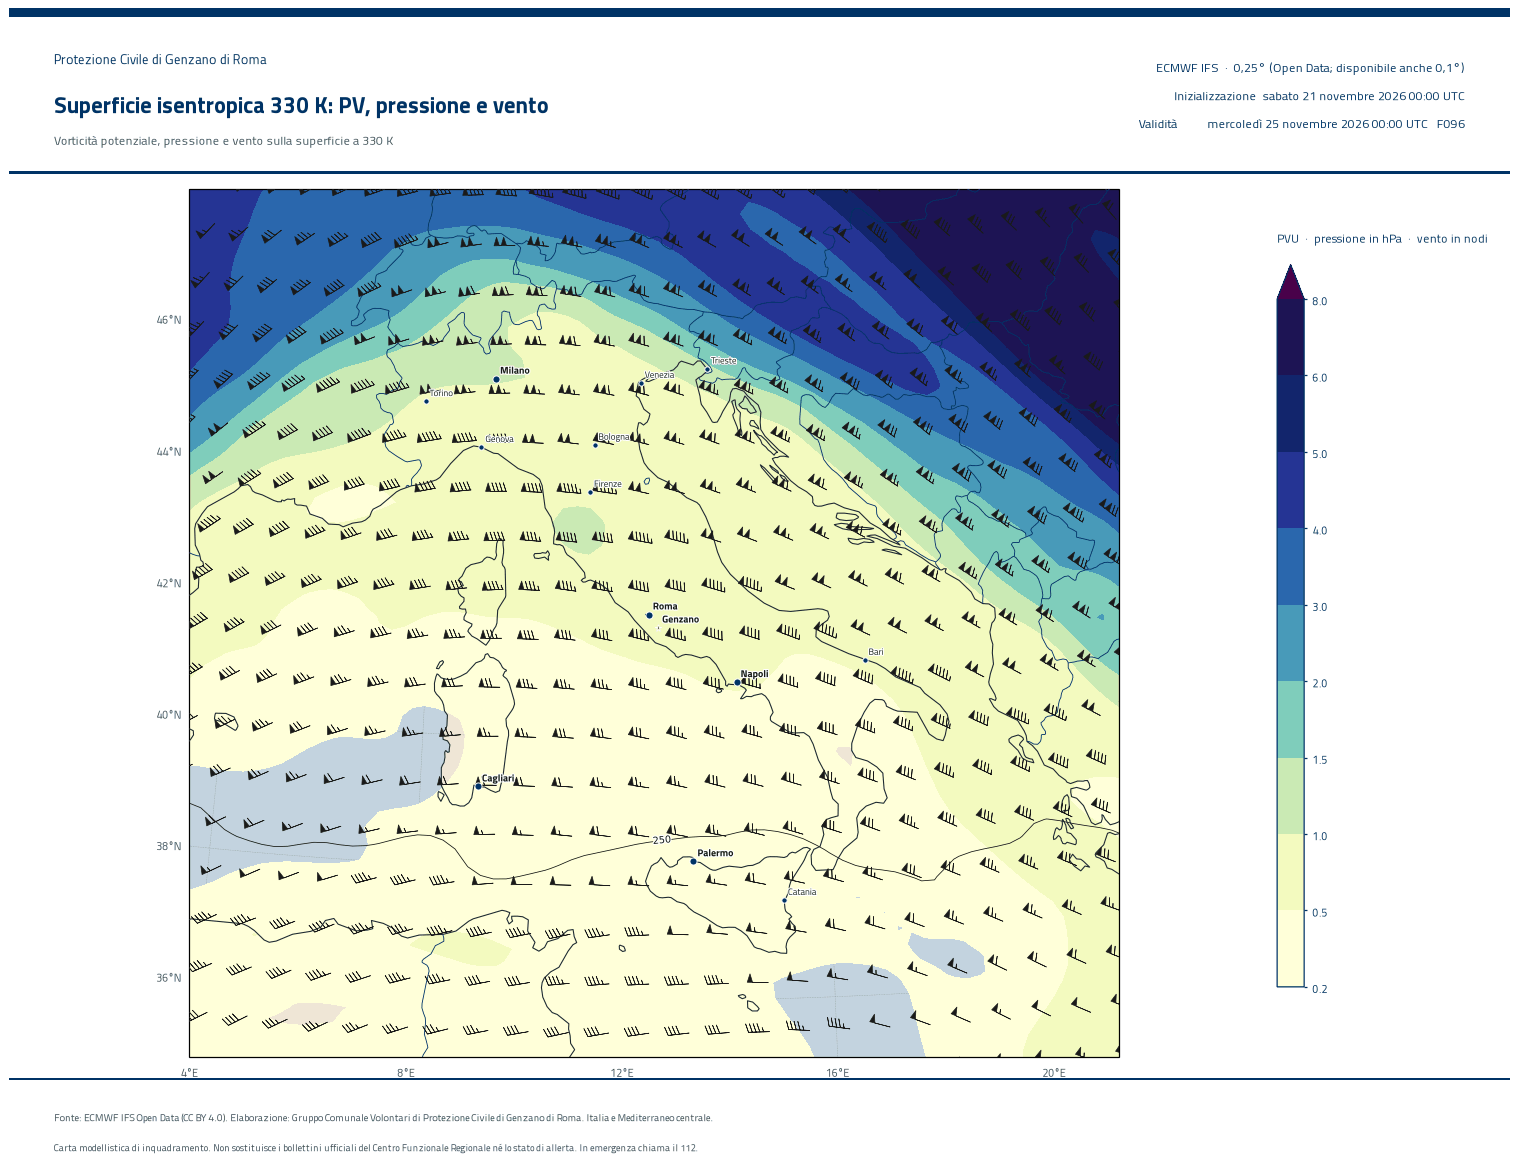 Protezione Civile di Genzano di Roma
Superficie isentropica 330 K: PV, pressione e vento
Vorticità potenziale, pressione e vento sulla superficie a 330 K
ECMWF IFS · 0,25° (Open Data; disponibile anche 0,1°)
Inizializzazione sabato 21 novembre 2026 00:00 UTC
Validità mercoledì 25 novembre 2026 00:00 UTC F096
PVU · pressione in hPa · vento in nodi
8.0
6.0
5.0
4.0
3.0
2.0
1.5
1.0
0.5
0.2
46°N
44°N
42°N
40°N
38°N
36°N
4°E
8°E
12°E
16°E
20°E
Trieste
Milano
Venezia
Torino
Genova
Bologna
Firenze
Roma
Genzano
Bari
Napoli
Cagliari
250
Palermo
Catania
Fonte: ECMWF IFS Open Data (CC BY 4.0). Elaborazione: Gruppo Comunale Volontari di Protezione Civile di Genzano di Roma. Italia e Mediterraneo centrale.
Carta modellistica di inquadramento. Non sostituisce i bollettini ufficiali del Centro Funzionale Regionale né lo stato di allerta. In emergenza chiama il 112.